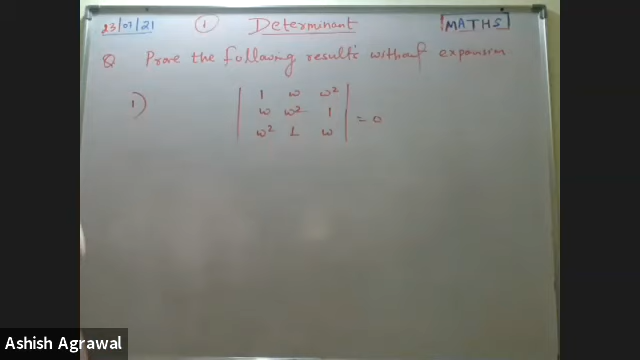 23/07/21 ① Determinant MATHS
Q Prove the following results without expansion
1) | 1 ω ω² |
| ω ω² 1 | = 0
| ω² 1 ω |
Ashish Agrawal